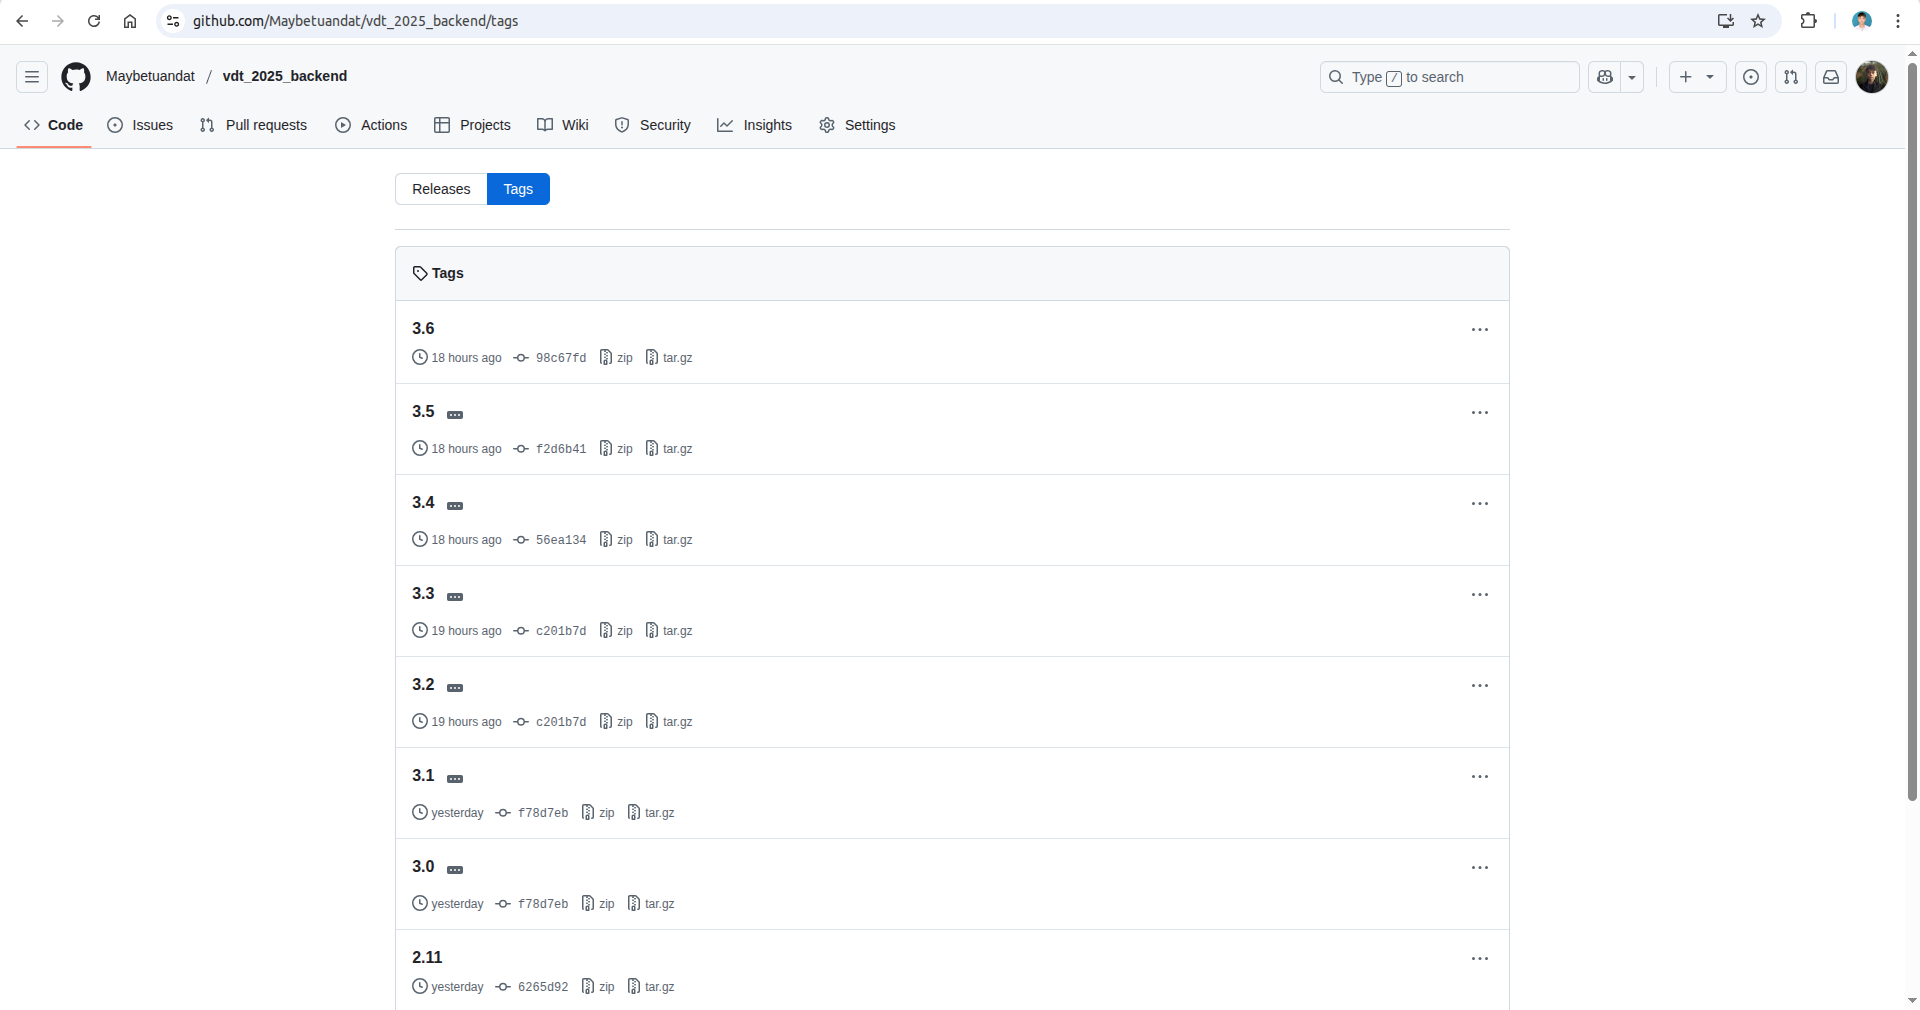 github.com/Maybetuandat/vdt_2025_backend/tags
Maybetuandat / vdt_2025_backend
Type / to search
Code Issues Pull requests Actions Projects Wiki Security Insights Settings
Releases Tags
Tags
3.6
18 hours ago 98c67fd zip tar.gz
3.5
18 hours ago f2d6b41 zip tar.gz
3.4
18 hours ago 56ea134 zip tar.gz
3.3
19 hours ago c201b7d zip tar.gz
3.2
19 hours ago c201b7d zip tar.gz
3.1
yesterday f78d7eb zip tar.gz
3.0
yesterday f78d7eb zip tar.gz
2.11
yesterday 6265d92 zip tar.gz